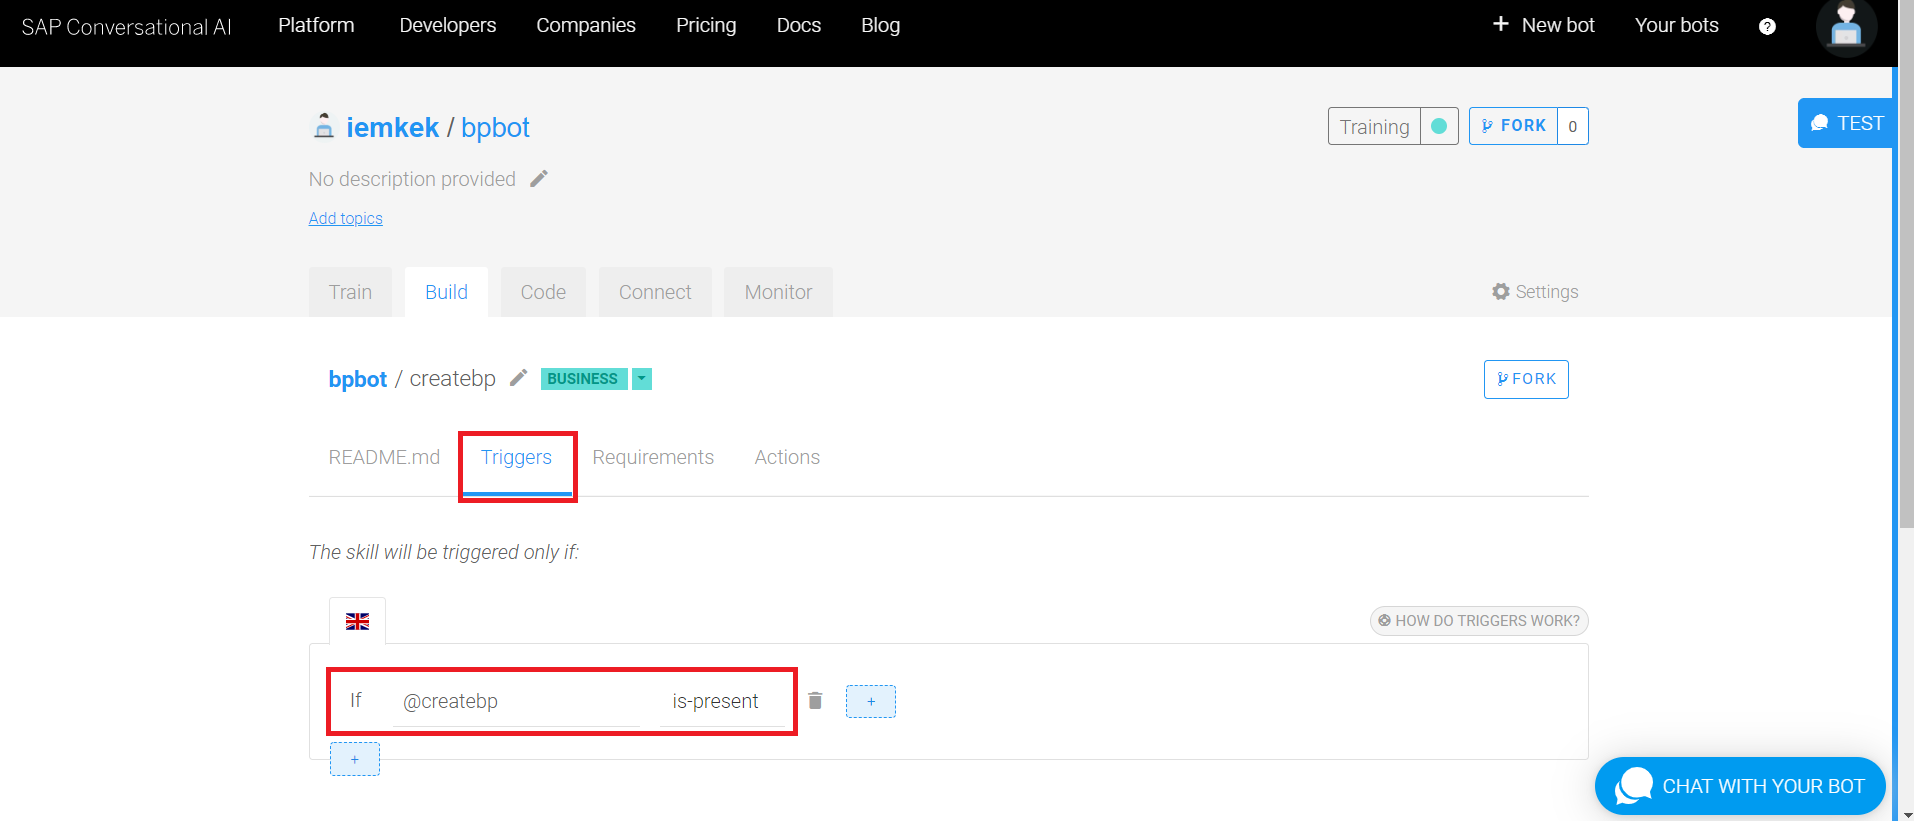 SAP Conversational AI Platform Developers Companies Pricing Docs Blog + New bot Your bots ?
iemkek / bpbot Training FORK 0
TEST
No description provided
Add topics
Train Build Code Connect Monitor Settings
bpbot / createbp BUSINESS FORK
README.md Triggers Requirements Actions
The skill will be triggered only if:
HOW DO TRIGGERS WORK?
If @createbp is-present +
+
CHAT WITH YOUR BOT